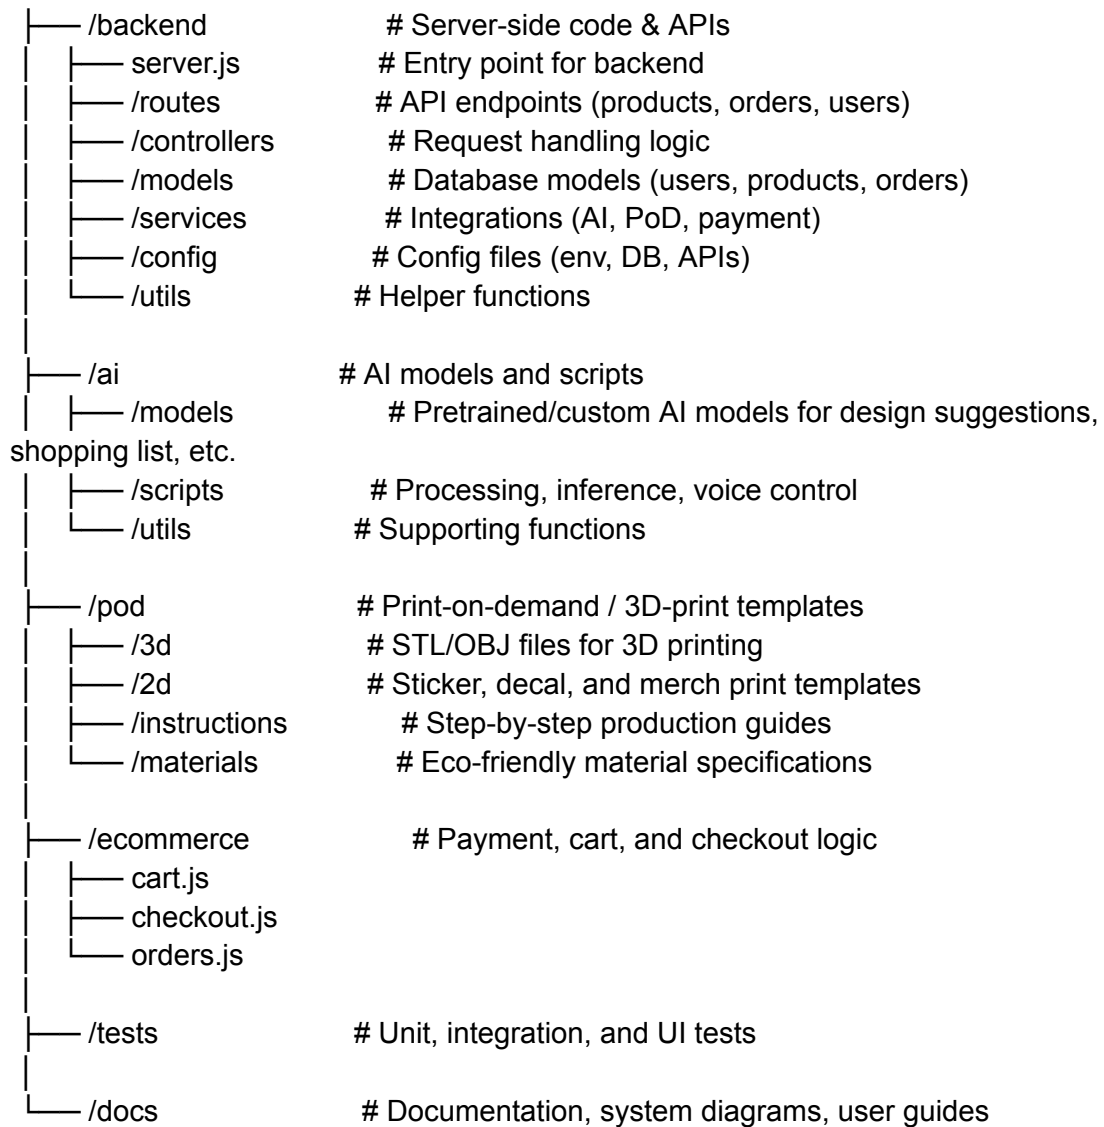 ├── /backend # Server-side code & APIs
│ ├── server.js # Entry point for backend
│ ├── /routes # API endpoints (products, orders, users)
│ ├── /controllers # Request handling logic
│ ├── /models # Database models (users, products, orders)
│ ├── /services # Integrations (AI, PoD, payment)
│ ├── /config # Config files (env, DB, APIs)
│ └── /utils # Helper functions
│
├── /ai # AI models and scripts
│ ├── /models # Pretrained/custom AI models for design suggestions,
shopping list, etc.
│ ├── /scripts # Processing, inference, voice control
│ └── /utils # Supporting functions
│
├── /pod # Print-on-demand / 3D-print templates
│ ├── /3d # STL/OBJ files for 3D printing
│ ├── /2d # Sticker, decal, and merch print templates
│ ├── /instructions # Step-by-step production guides
│ └── /materials # Eco-friendly material specifications
│
├── /ecommerce # Payment, cart, and checkout logic
│ ├── cart.js
│ ├── checkout.js
│ └── orders.js
│
├── /tests # Unit, integration, and UI tests
│
└── /docs # Documentation, system diagrams, user guides